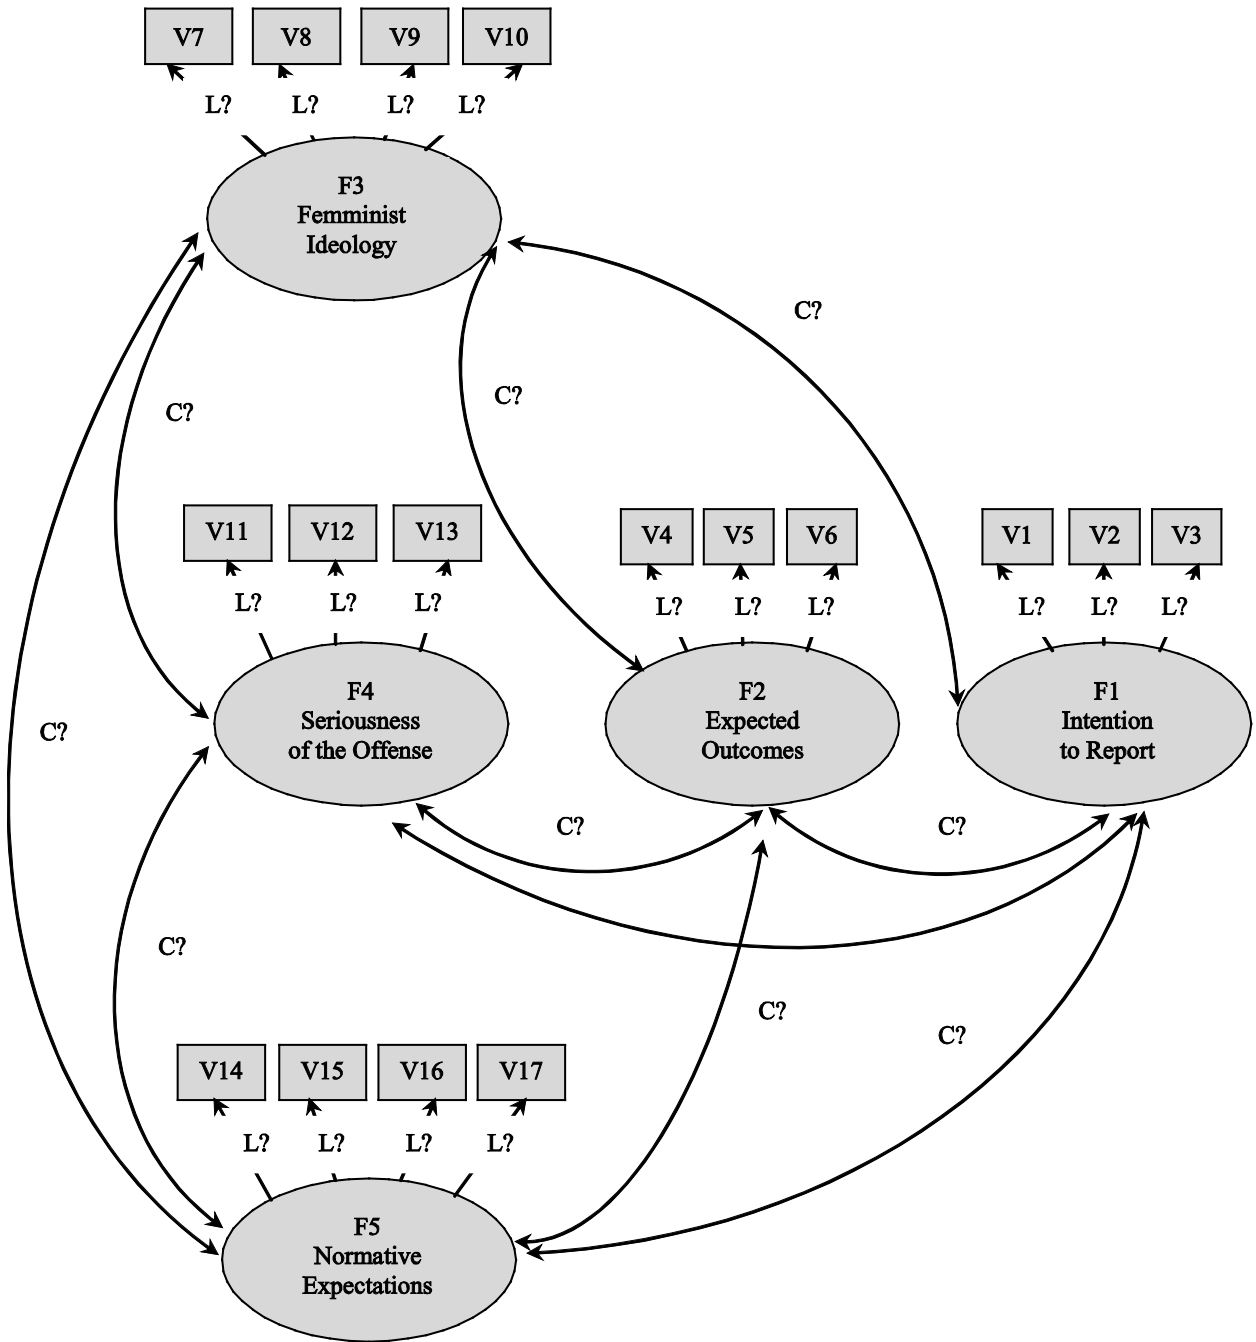 V7 V8 V9 V10
L? L? L? L?
F3
Femminist
Ideology
C?
C?
C?
V11 V12 V13 V4 V5 V6 V1 V2 V3
L? L? L? L? L? L? L? L? L?
F4
Seriousness
of the Offense
F2
Expected
Outcomes
F1
Intention
to Report
C?
C?
C?
C?
C?
C?
V14 V15 V16 V17
L? L? L? L?
F5
Normative
Expectations